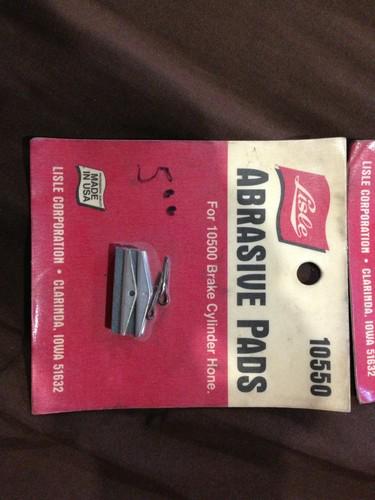 Lisle
10550
ABRASIVE PADS
For 10500 Brake Cylinder Hone.
MADE
IN USA
LISLE CORPORATION • CLARINDA, IOWA 51632
LISLE CORPORATION • CLARINDA, IOWA 51632